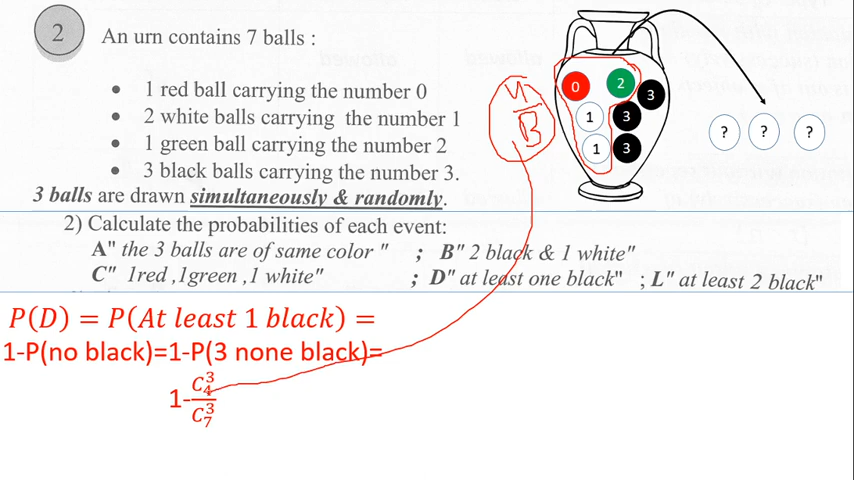 2
An urn contains 7 balls :
• 1 red ball carrying the number 0
• 2 white balls carrying the number 1
• 1 green ball carrying the number 2
• 3 black balls carrying the number 3.
3 balls are drawn simultaneously & randomly.
2) Calculate the probabilities of each event:
A" the 3 balls are of same color " ; B" 2 black & 1 white"
C" 1red ,1green ,1 white" ; D" at least one black" ; L" at least 2 black"
0 2
3
1 3
1 3
? ? ?
4
B̅
P(D) = P(At least 1 black) =
1-P(no black)=1-P(3 none black)=
1-C₄³/C₇³